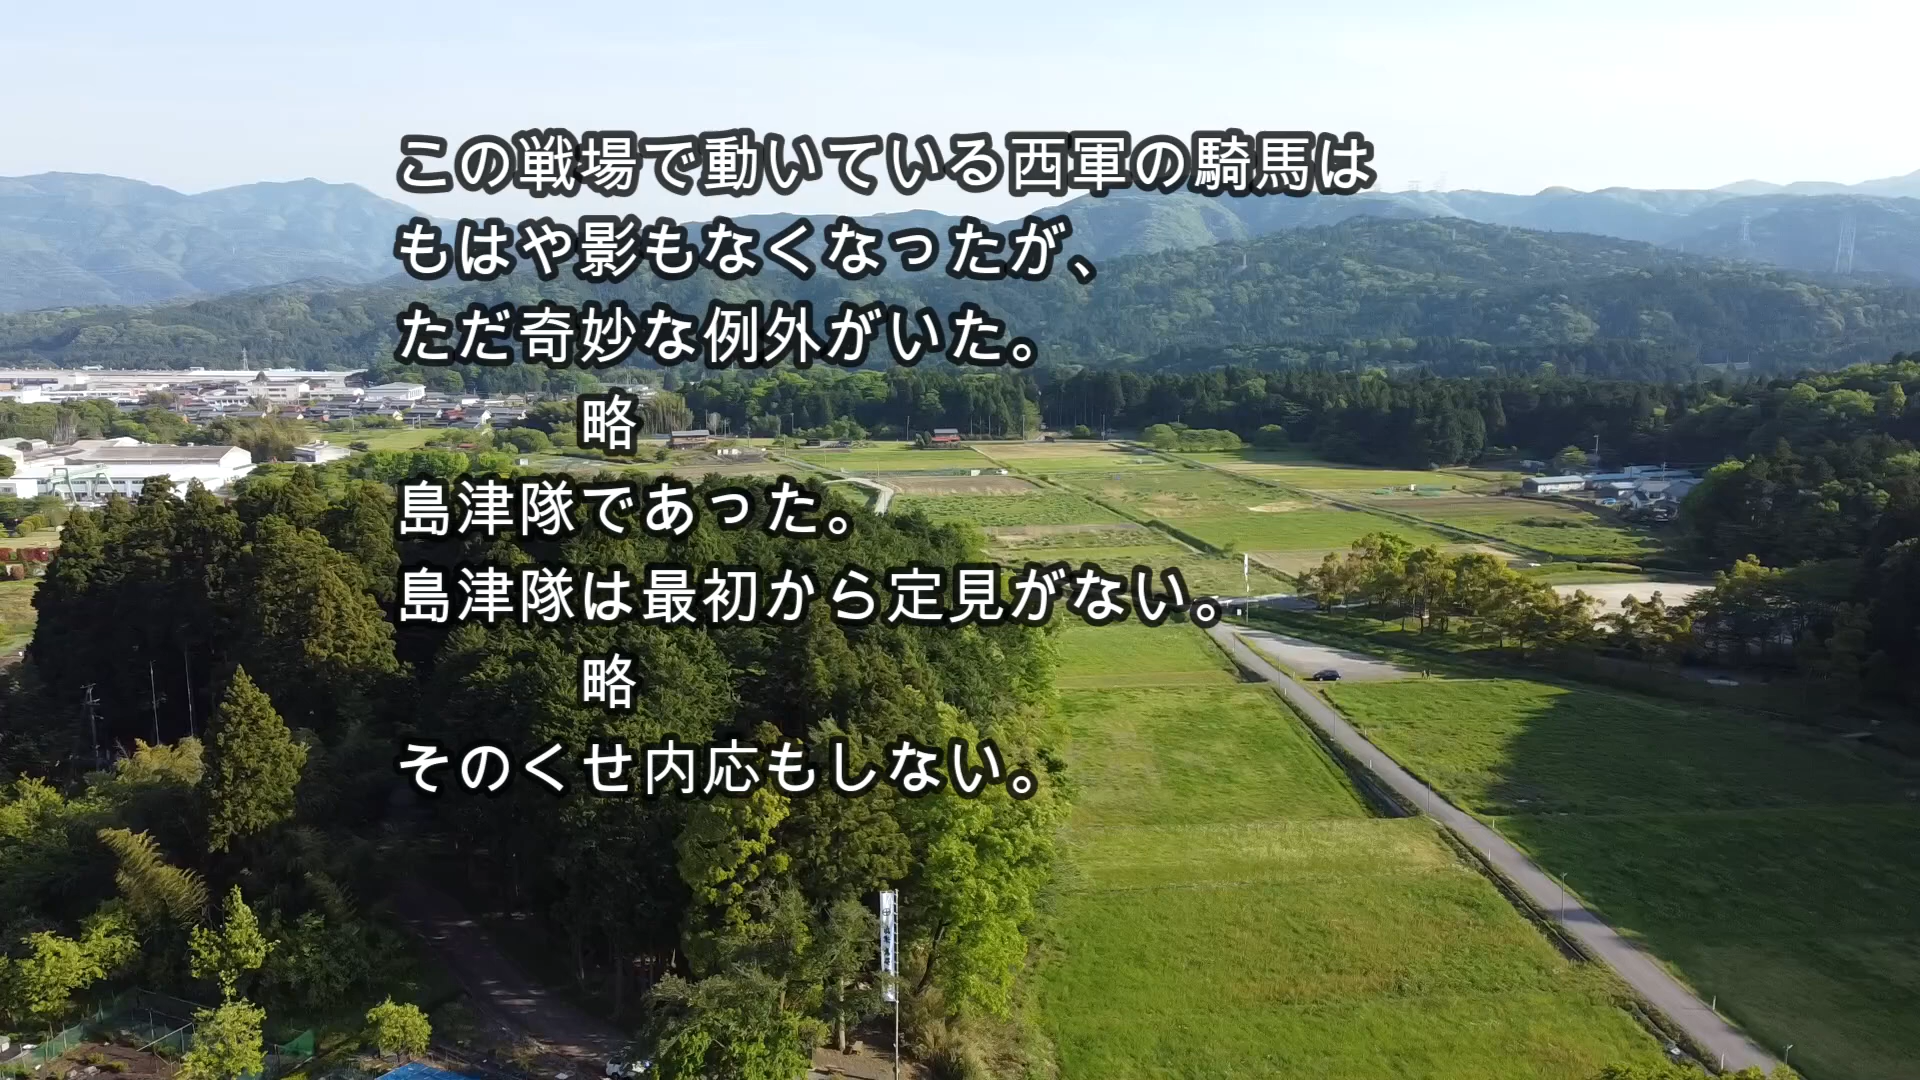 この戦場で動いている西軍の騎馬は
もはや影もなくなったが、
ただ奇妙な例外がいた。
略
島津隊であった。
島津隊は最初から定見がない。
略
そのくせ内応もしない。